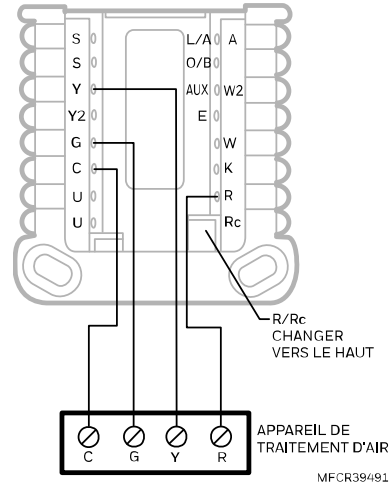 S L/A A
S O/B
Y AUX W2
Y2 E
G W
C K
U R
U Rc
R/Rc
CHANGER
VERS LE HAUT
C G Y R
APPAREIL DE
TRAITEMENT D'AIR
MFCR39491